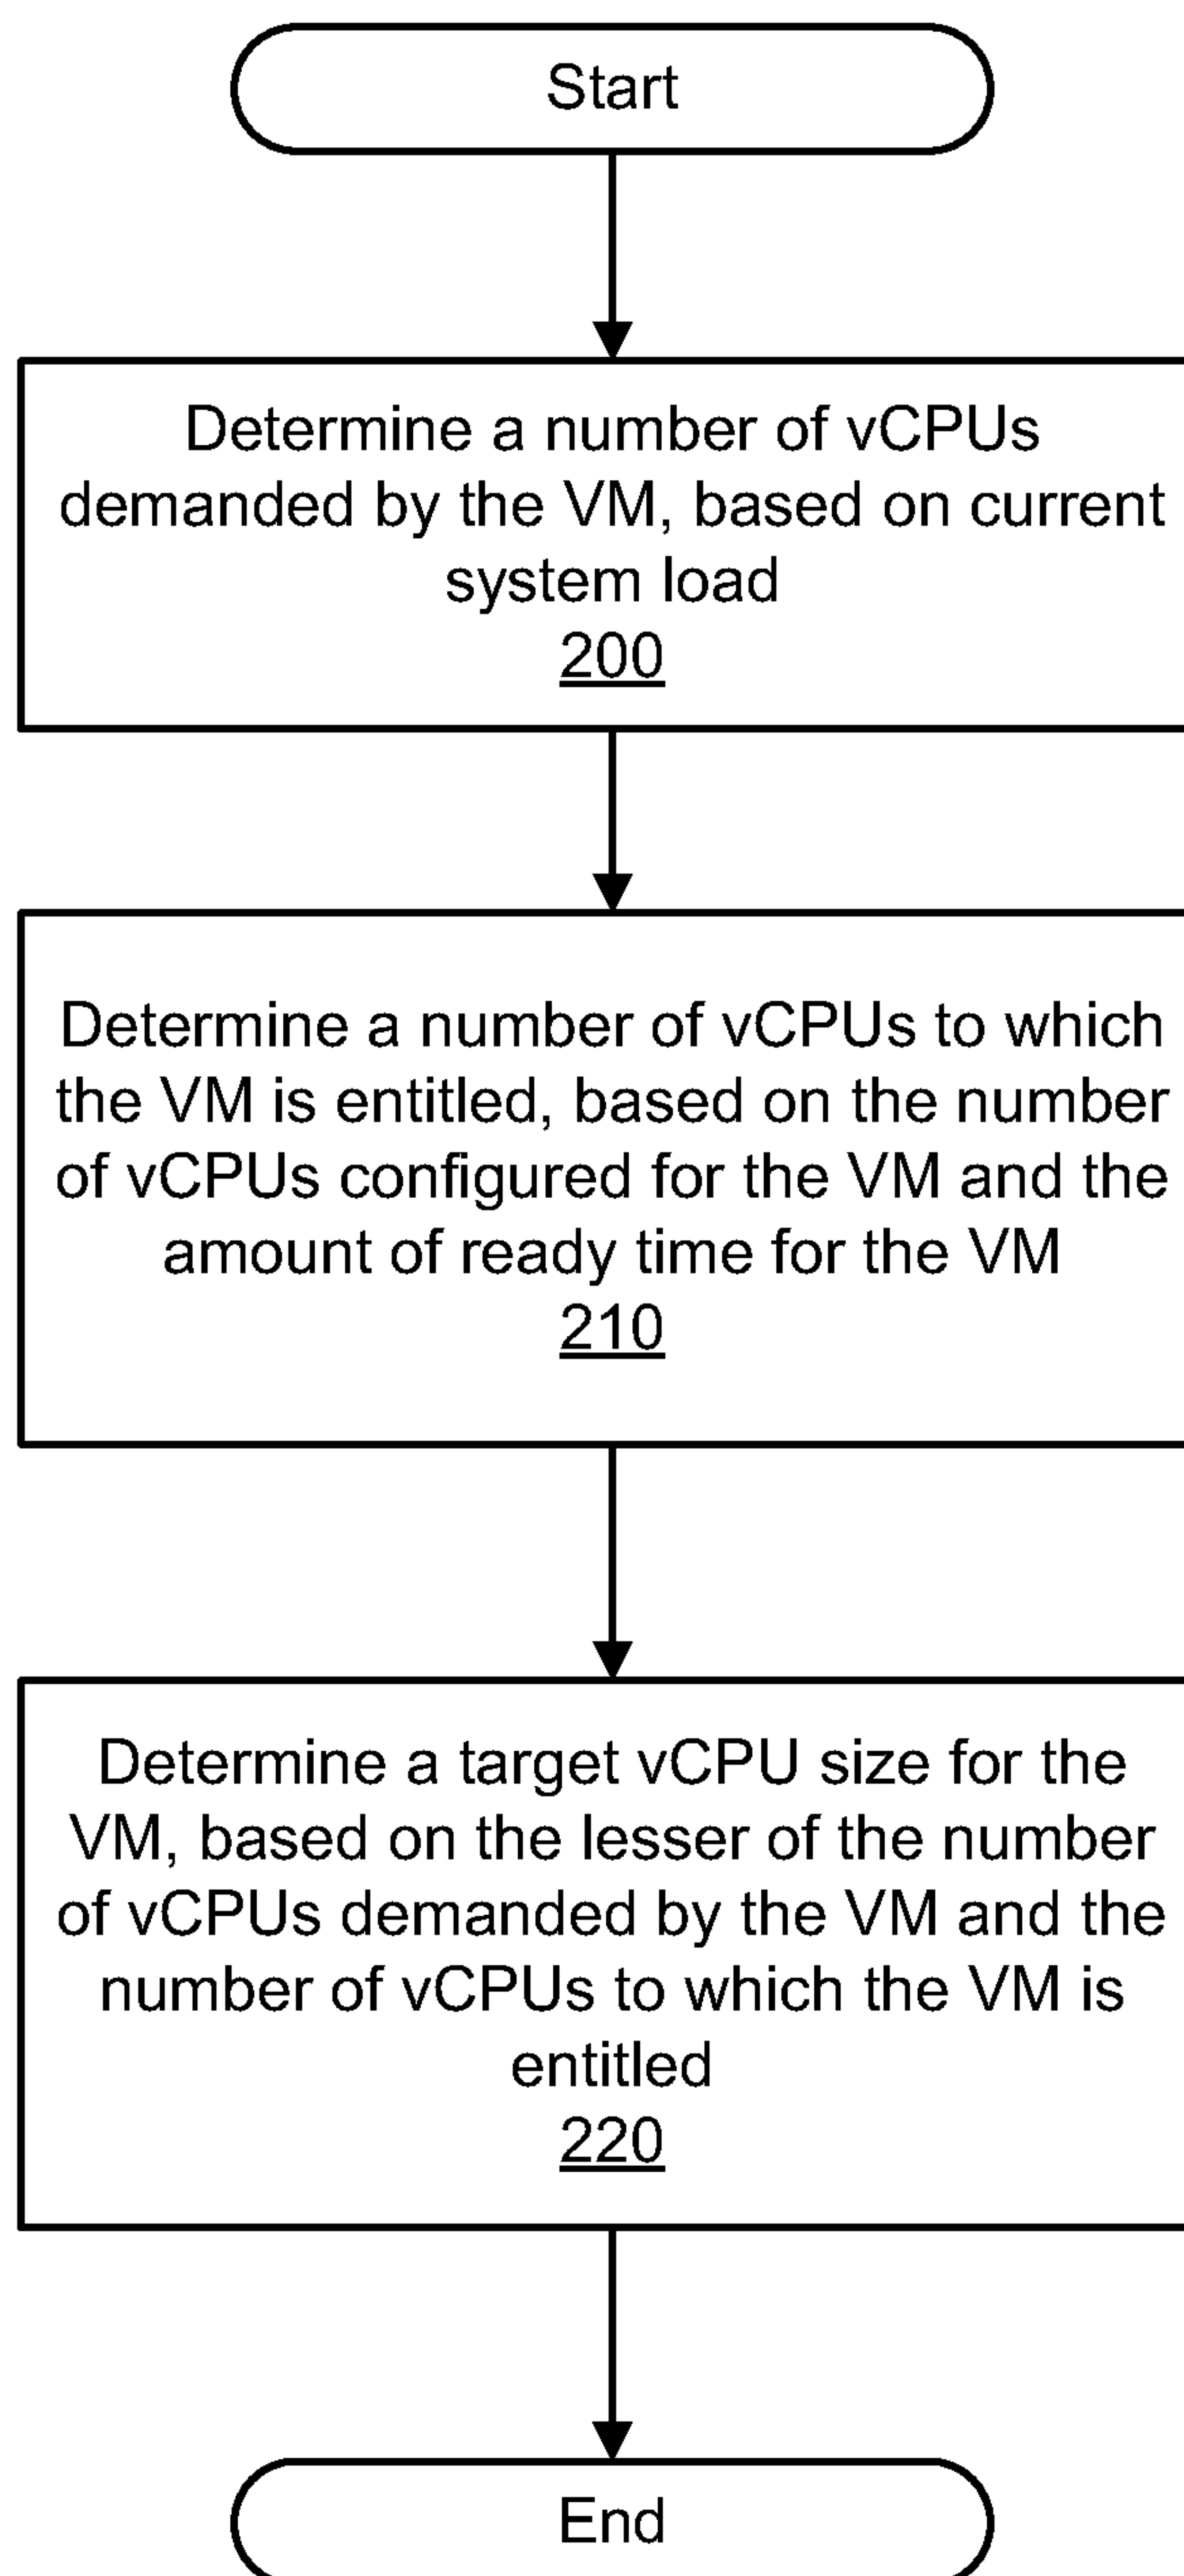 Start
Determine a number of vCPUs
demanded by the VM, based on current
system load
200
Determine a number of vCPUs to which
the VM is entitled, based on the number
of vCPUs configured for the VM and the
amount of ready time for the VM
210
Determine a target vCPU size for the
VM, based on the lesser of the number
of vCPUs demanded by the VM and the
number of vCPUs to which the VM is
entitled
220
End